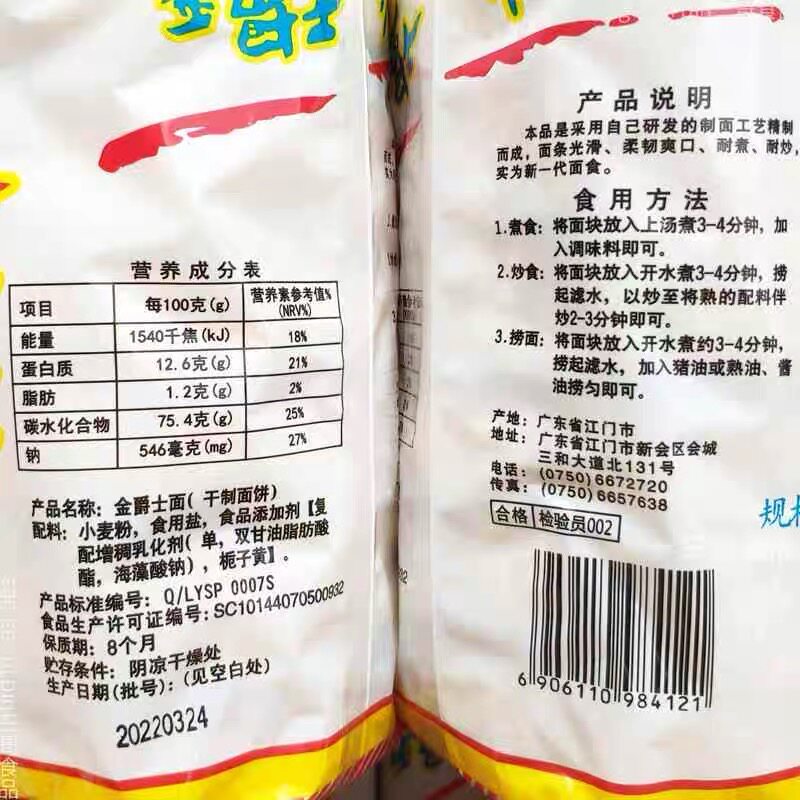 金爵士
营养成分表
项目 每100克(g) 营养素参考值%(NRV%)
能量 1540千焦(kJ) 18%
蛋白质 12.6克(g) 21%
脂肪 1.2克(g) 2%
碳水化合物 75.4克(g) 25%
钠 546毫克(mg) 27%
产品名称：金爵士面(干制面饼)
配料：小麦粉，食用盐，食品添加剂【复
配增稠乳化剂(单，双甘油脂肪酸
酯，海藻酸钠)，栀子黄】。
产品标准编号：Q/LYSP 0007S
食品生产许可证编号：SC10144070500932
保质期：8个月
贮存条件：阴凉干燥处
生产日期(批号)：(见空白处)
20220324
产品说明
本品是采用自己研发的制面工艺精制
而成，面条光滑、柔韧爽口、耐煮、耐炒，
实为新一代面食。
食用方法
1.煮食：将面块放入上汤煮3-4分钟，加
入调味料即可。
2.炒食：将面块放入开水煮3-4分钟，捞
起滤水，以炒至将熟的配料伴
炒2-3分钟即可。
3.捞面：将面块放入开水煮约3-4分钟，
捞起滤水，加入猪油或熟油、酱
油捞匀即可。
产地：广东省江门市
地址：广东省江门市新会区会城
三和大道北131号
电话：(0750)6672720
传真：(0750)6657638
合格 检验员002
规格
6 906110 984121